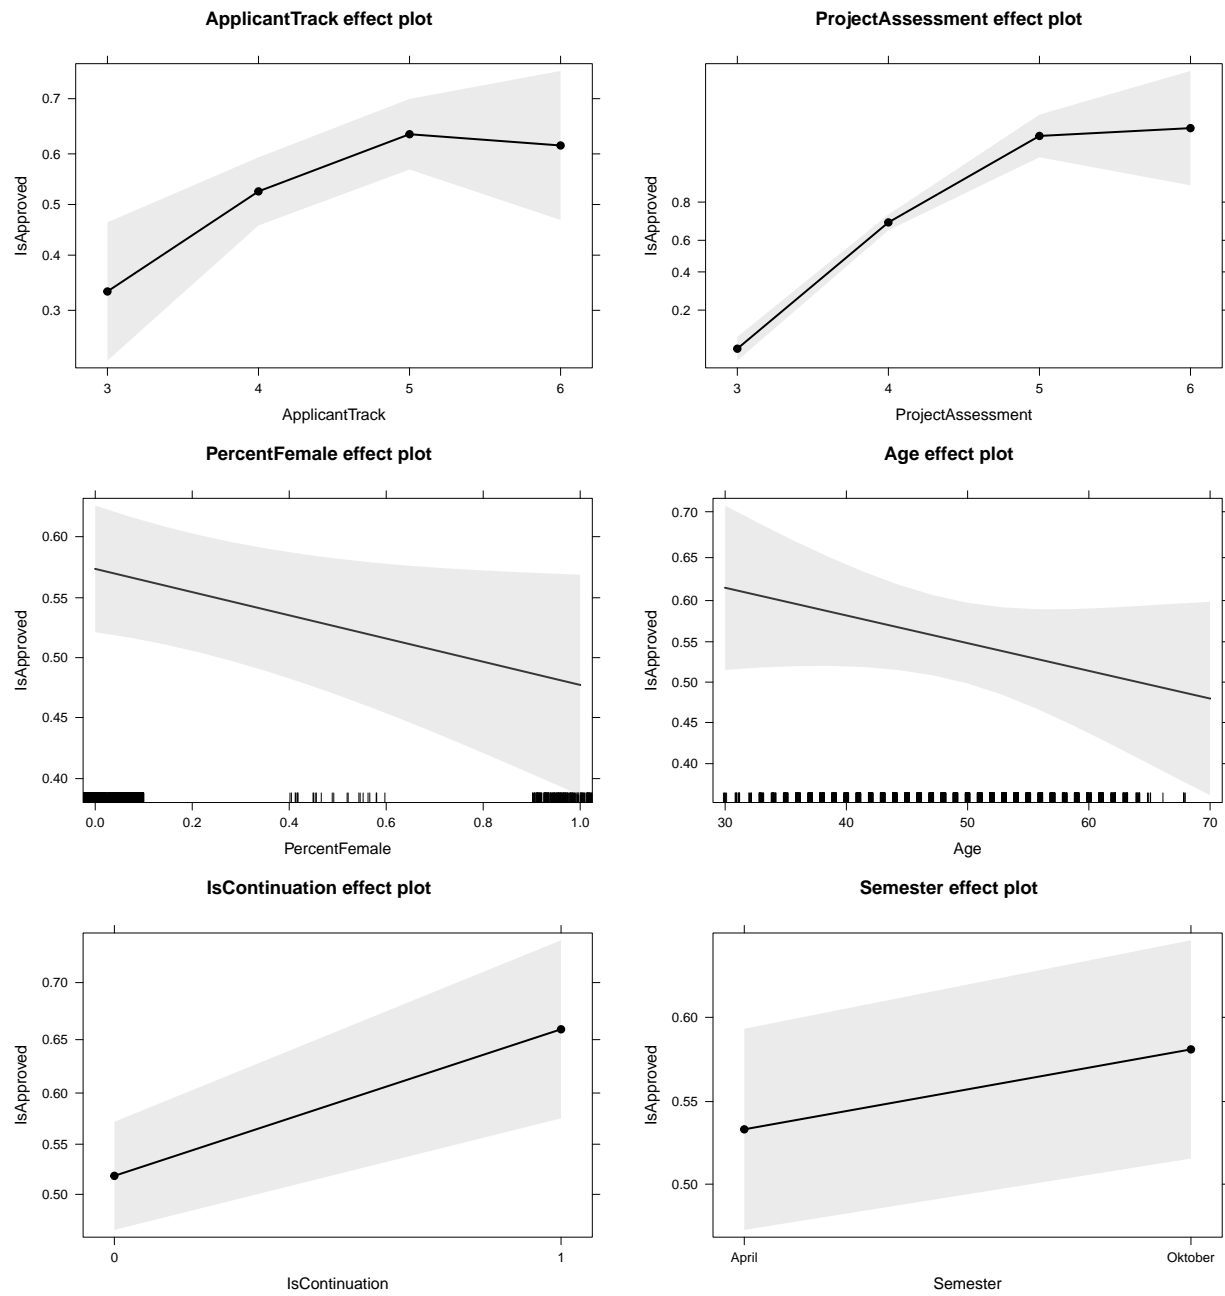 ApplicantTrack effect plot
IsApproved
0.7
0.6
0.5
0.4
0.3
3 4 5 6
ApplicantTrack
ProjectAssessment effect plot
IsApproved
0.8
0.6
0.4
0.2
3 4 5 6
ProjectAssessment
PercentFemale effect plot
IsApproved
0.60
0.55
0.50
0.45
0.40
0.0 0.2 0.4 0.6 0.8 1.0
PercentFemale
Age effect plot
IsApproved
0.70
0.65
0.60
0.55
0.50
0.45
0.40
30 40 50 60 70
Age
IsContinuation effect plot
IsApproved
0.70
0.65
0.60
0.55
0.50
0 1
IsContinuation
Semester effect plot
IsApproved
0.60
0.55
0.50
April Oktober
Semester